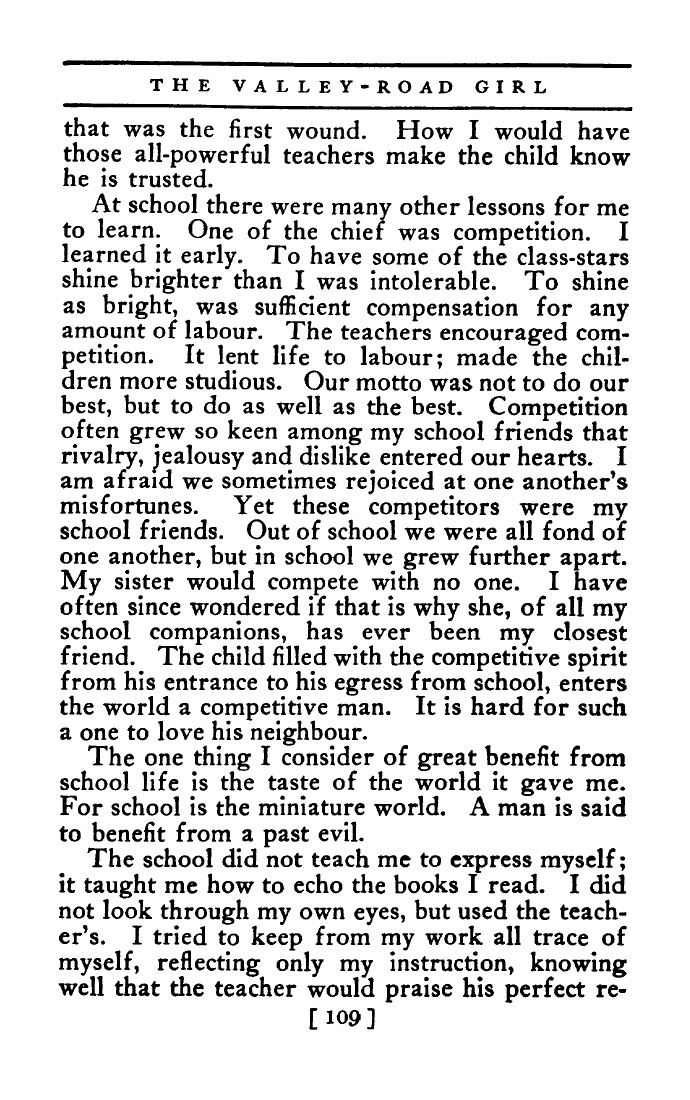 THE VALLEY-ROAD GIRL
that was the first wound. How I would have
those all-powerful teachers make the child know
he is trusted.
At school there were many other lessons for me
to learn. One of the chief was competition. I
learned it early. To have some of the class-stars
shine brighter than I was intolerable. To shine
as bright, was sufficient compensation for any
amount of labour. The teachers encouraged com-
petition. It lent life to labour; made the chil-
dren more studious. Our motto was not to do our
best, but to do as well as the best. Competition
often grew so keen among my school friends that
rivalry, jealousy and dislike entered our hearts. I
am afraid we sometimes rejoiced at one another's
misfortunes. Yet these competitors were my
school friends. Out of school we were all fond of
one another, but in school we grew further apart.
My sister would compete with no one. I have
often since wondered if that is why she, of all my
school companions, has ever been my closest
friend. The child filled with the competitive spirit
from his entrance to his egress from school, enters
the world a competitive man. It is hard for such
a one to love his neighbour.
The one thing I consider of great benefit from
school life is the taste of the world it gave me.
For school is the miniature world. A man is said
to benefit from a past evil.
The school did not teach me to express myself;
it taught me how to echo the books I read. I did
not look through my own eyes, but used the teach-
er's. I tried to keep from my work all trace of
myself, reflecting only my instruction, knowing
well that the teacher would praise his perfect re-
[ 109 ]